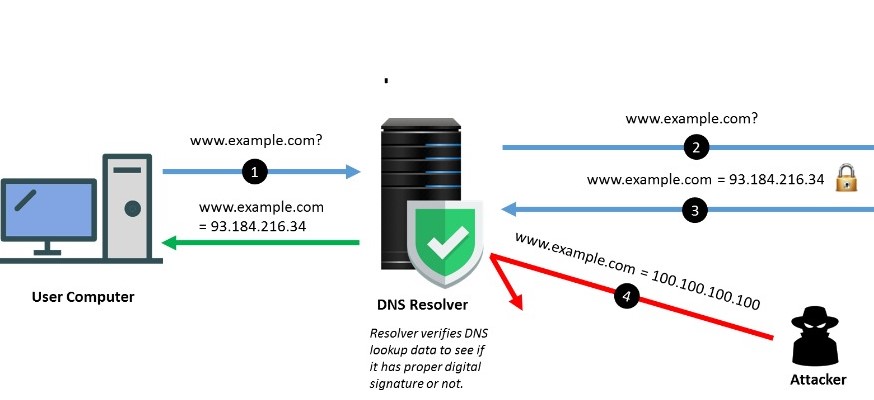 www.example.com?
1
www.example.com
= 93.184.216.34
User Computer
DNS Resolver
Resolver verifies DNS
lookup data to see if
it has proper digital
signature or not.
www.example.com?
2
www.example.com = 93.184.216.34
3
www.example.com = 100.100.100.100
4
Attacker